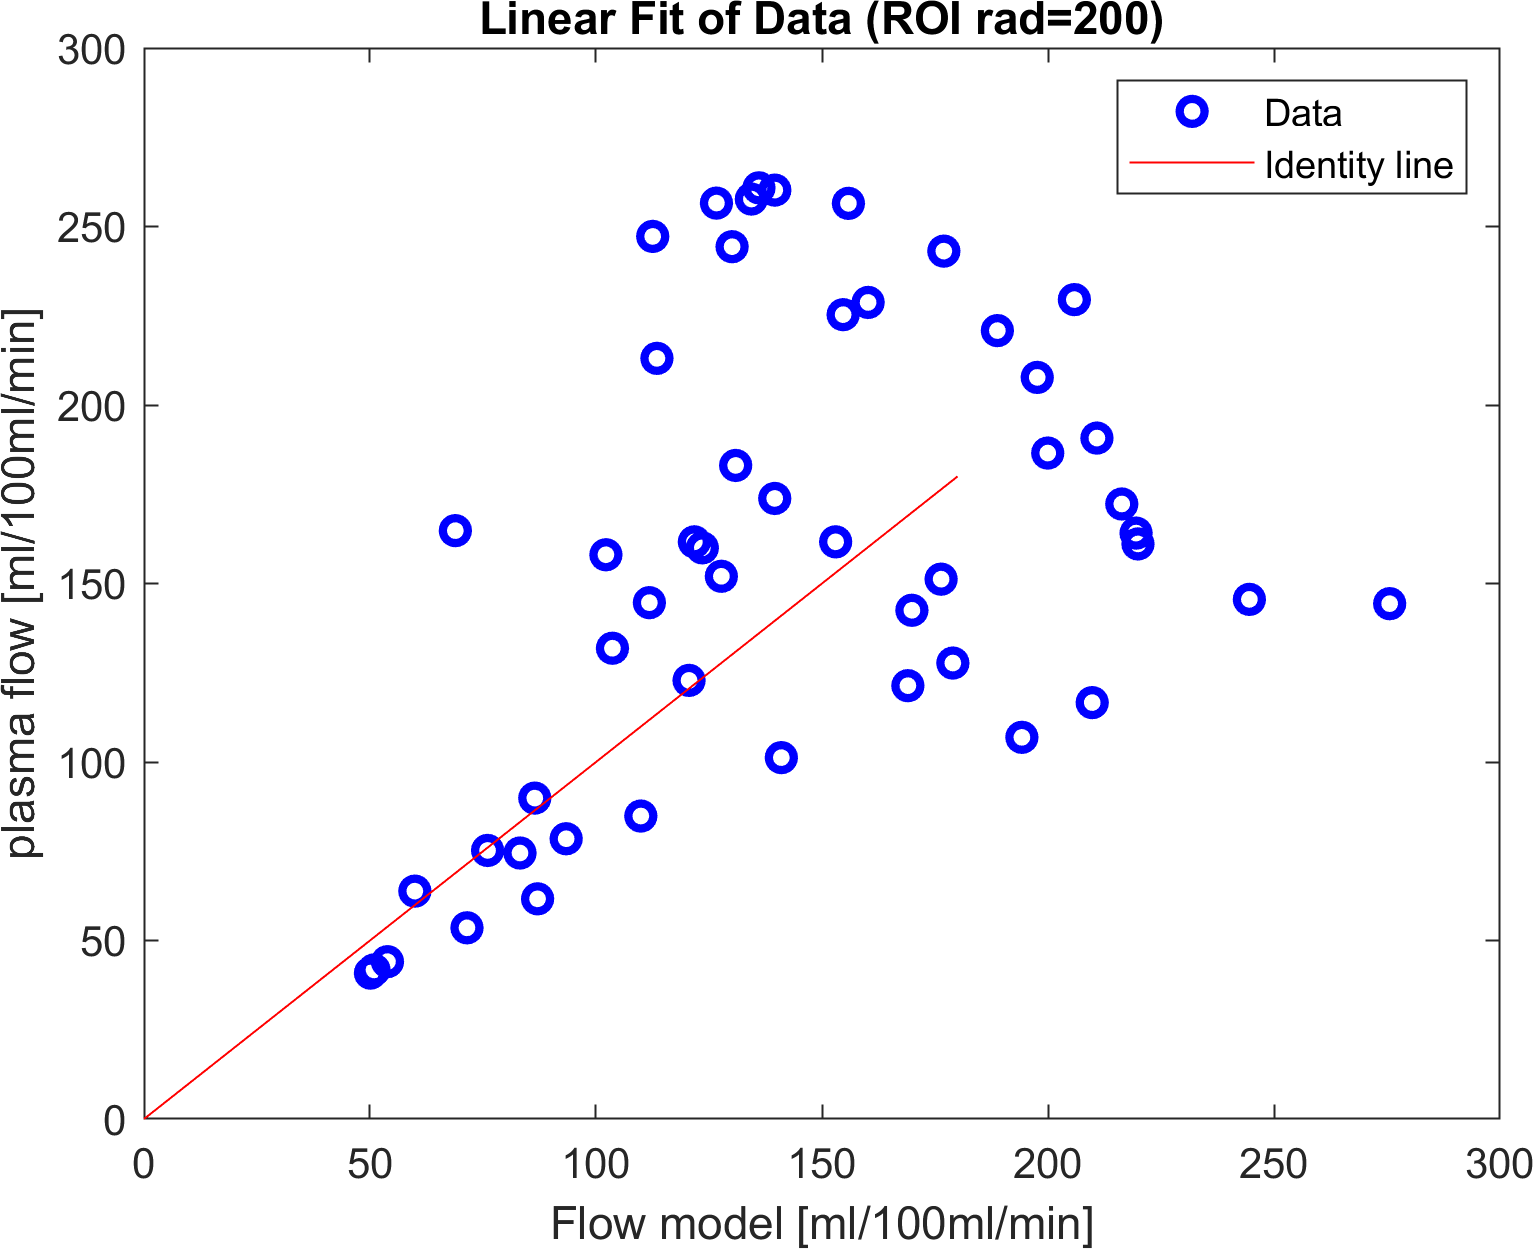 Linear Fit of Data (ROI rad=200)
300
250
200
150
100
50
0
plasma flow [ml/100ml/min]
Data
Identity line
0 50 100 150 200 250 300
Flow model [ml/100ml/min]